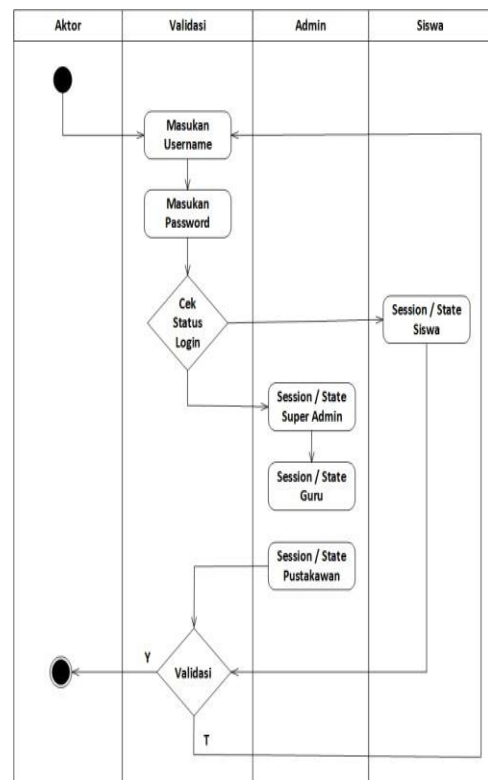 Aktor
Validasi
Admin
Siswa
Masukan
Username
Masukan
Password
Cek
Status
Login
Session / State
Siswa
Session / State
Super Admin
Session / State
Guru
Session / State
Pustakawan
Y
Validasi
T